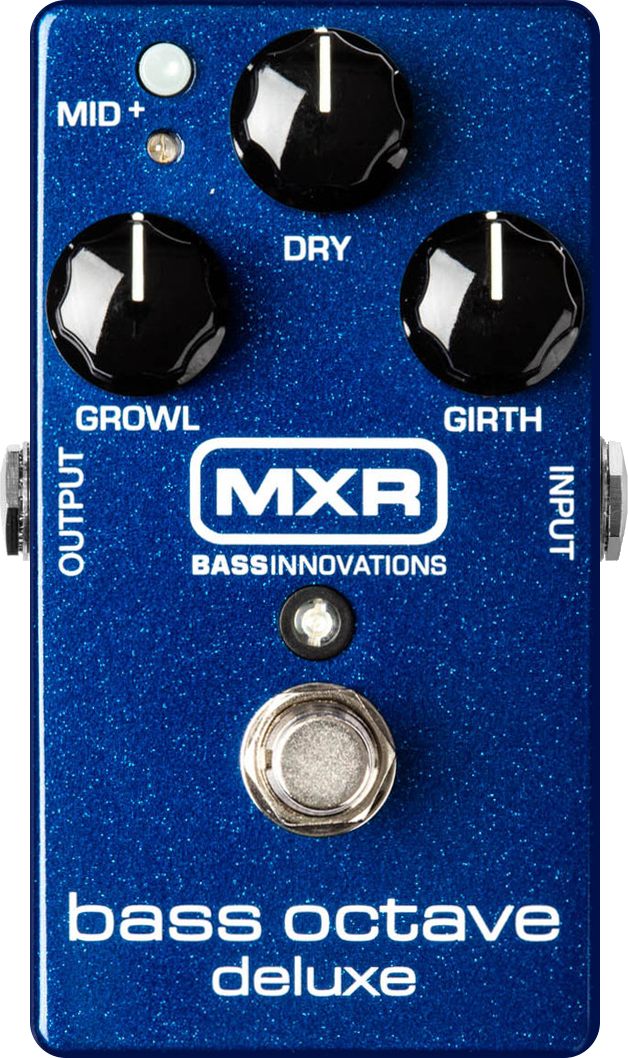 MID +
DRY
GROWL
GIRTH
OUTPUT
INPUT
MXR
BASSINNOVATIONS
bass octave
deluxe